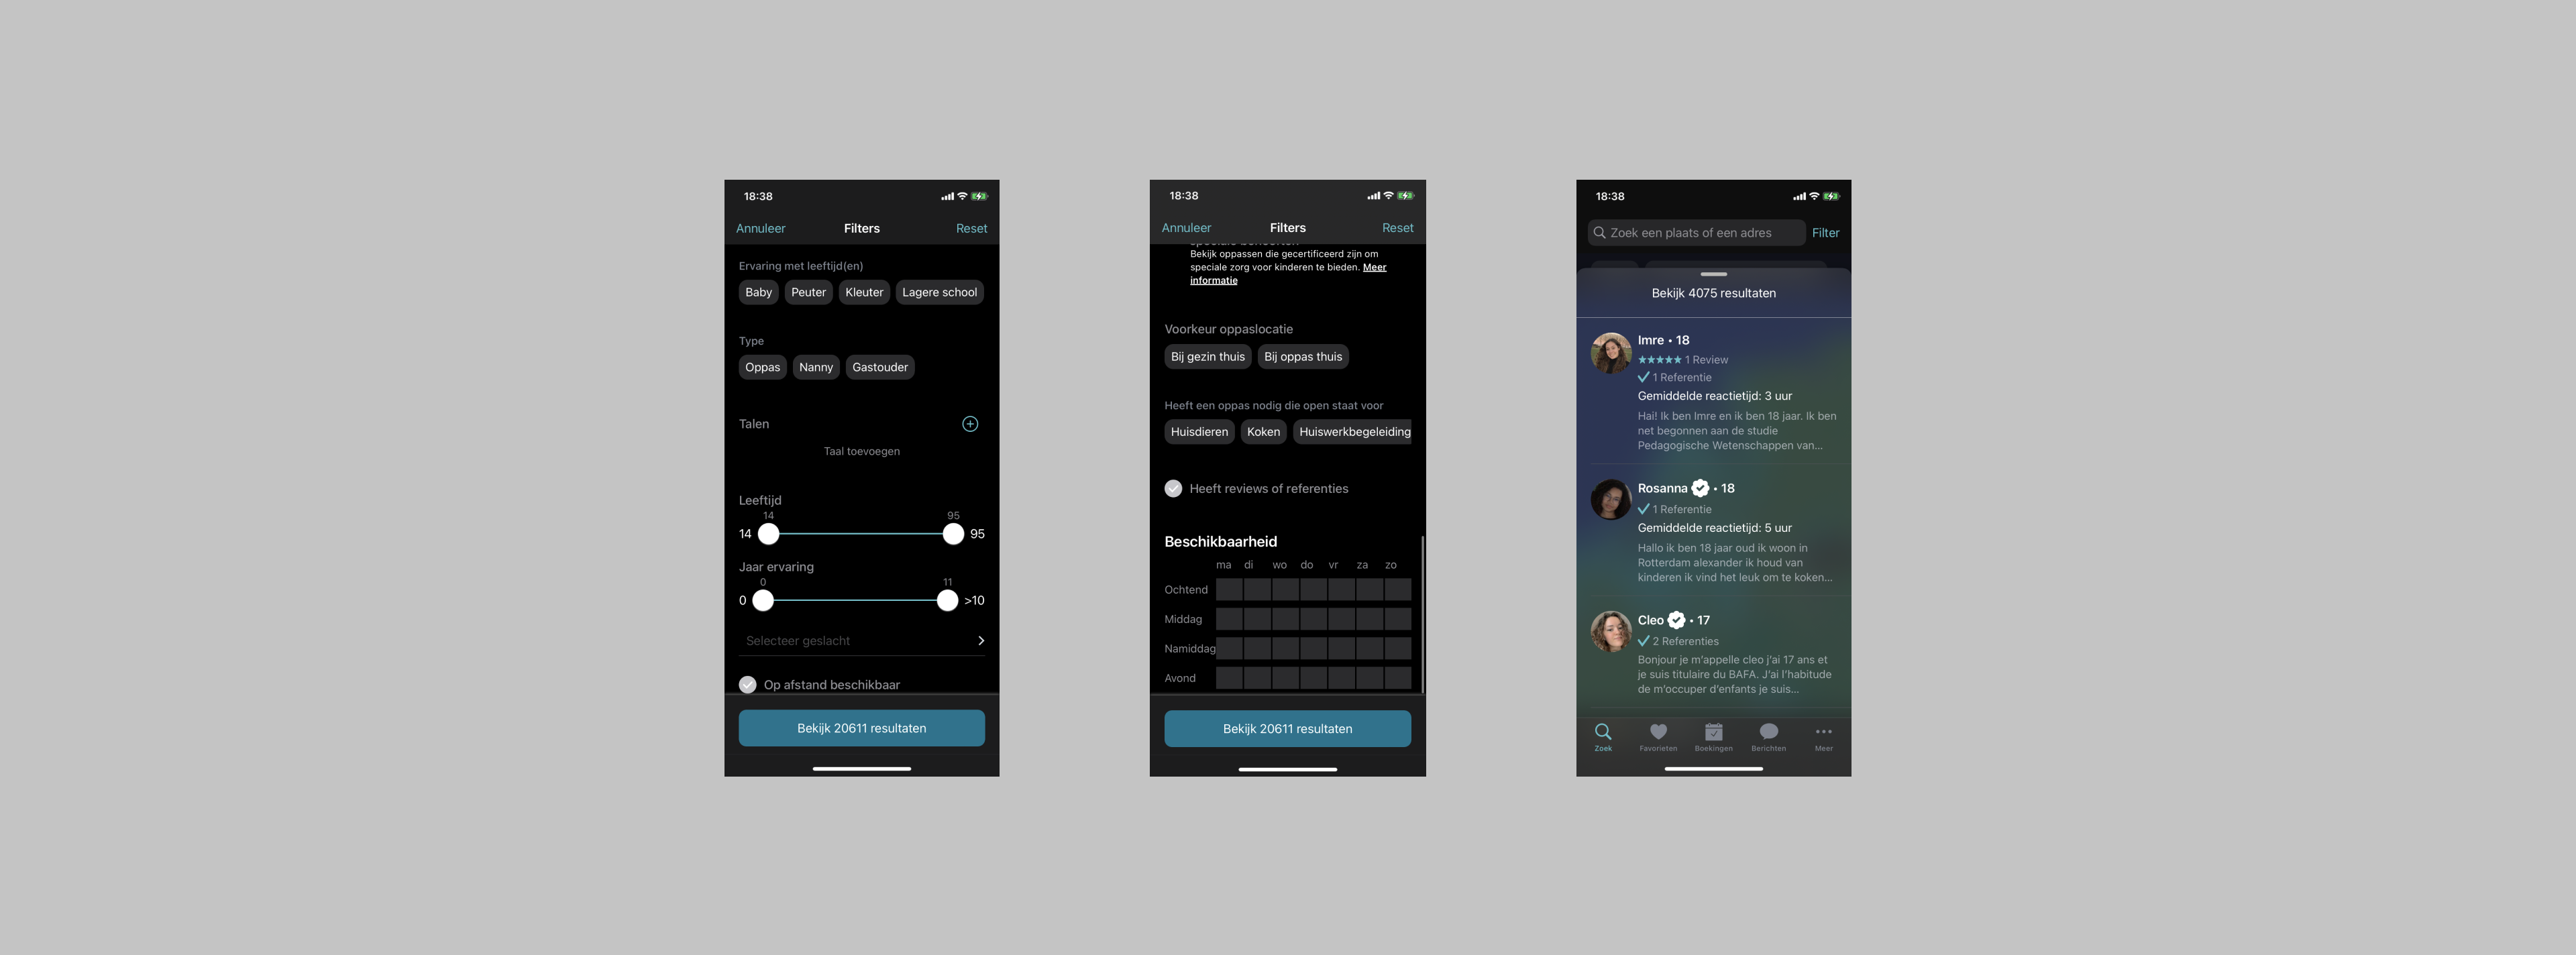 18:38
Annuleer
Filters
Reset
Ervaring met leeftijd(en)
Baby
Peuter
Kleuter
Lagere school
Type
Oppas
Nanny
Gastouder
Talen
Taal toevoegen
Leeftijd
14
95
14
95
Jaar ervaring
0
11
0
>10
Selecteer geslacht
Op afstand beschikbaar
Bekijk 20611 resultaten
18:38
Annuleer
Filters
Reset
Bekijk oppassen die gecertificeerd zijn om
speciale zorg voor kinderen te bieden. Meer
informatie
Voorkeur oppaslocatie
Bij gezin thuis
Bij oppas thuis
Heeft een oppas nodig die open staat voor
Huisdieren
Koken
Huiswerkbegeleiding
Heeft reviews of referenties
Beschikbaarheid
ma di wo do vr za zo
Ochtend
Middag
Namiddag
Avond
Bekijk 20611 resultaten
18:38
Zoek een plaats of een adres
Filter
Bekijk 4075 resultaten
Imre • 18
1 Review
1 Referentie
Gemiddelde reactietijd: 3 uur
Hai! Ik ben Imre en ik ben 18 jaar. Ik ben
net begonnen aan de studie
Pedagogische Wetenschappen van...
Rosanna • 18
1 Referentie
Gemiddelde reactietijd: 5 uur
Hallo ik ben 18 jaar oud ik woon in
Rotterdam alexander ik houd van
kinderen ik vind het leuk om te koken...
Cleo • 17
2 Referenties
Bonjour je m'appelle cleo j'ai 17 ans et
je suis titulaire du BAFA. J'ai l'habitude
de m'occuper d'enfants je suis...
Zoek
Favorieten
Boekingen
Berichten
Meer